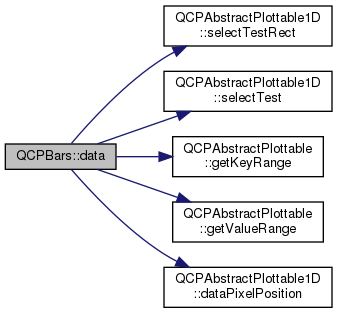 QCPAbstractPlottable1D
::selectTestRect
QCPAbstractPlottable1D
::selectTest
QCPBars::data
QCPAbstractPlottable
::getKeyRange
QCPAbstractPlottable
::getValueRange
QCPAbstractPlottable1D
::dataPixelPosition